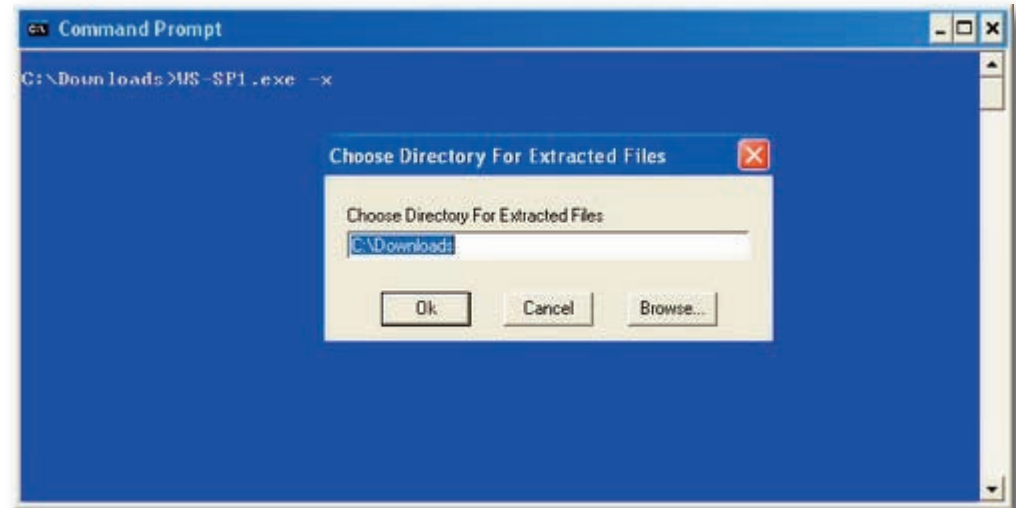 Command Prompt
C:\Downloads>WS-SP1.exe -x
Choose Directory For Extracted Files
Choose Directory For Extracted Files
C:\Downloads
Ok
Cancel
Browse...